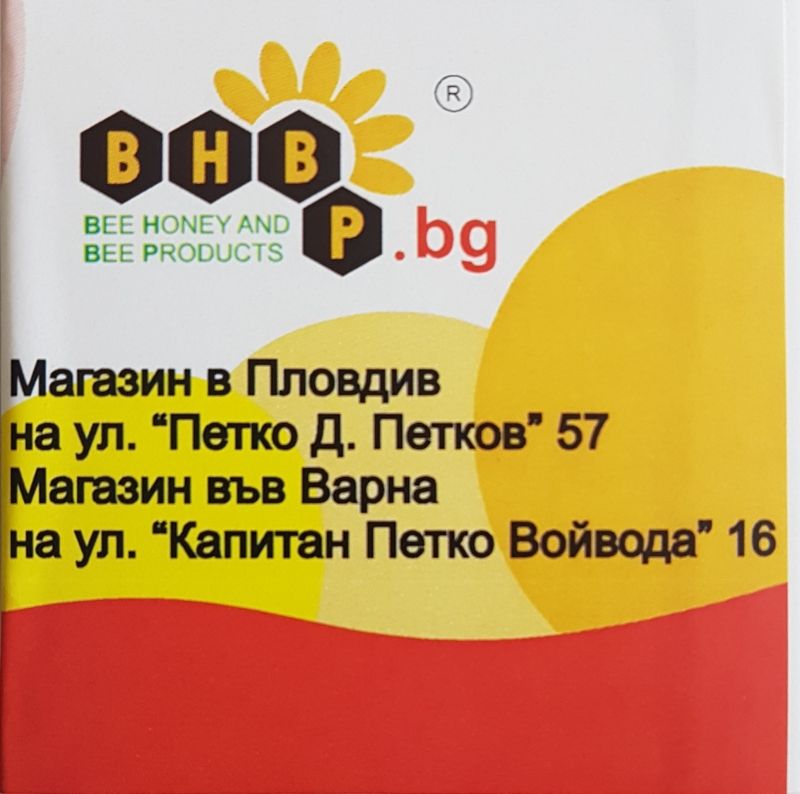 BHB
®
P.bg
BEE HONEY AND
BEE PRODUCTS
Магазин в Пловдив
на ул. “Петко Д. Петков” 57
Магазин във Варна
на ул. “Капитан Петко Войвода” 16